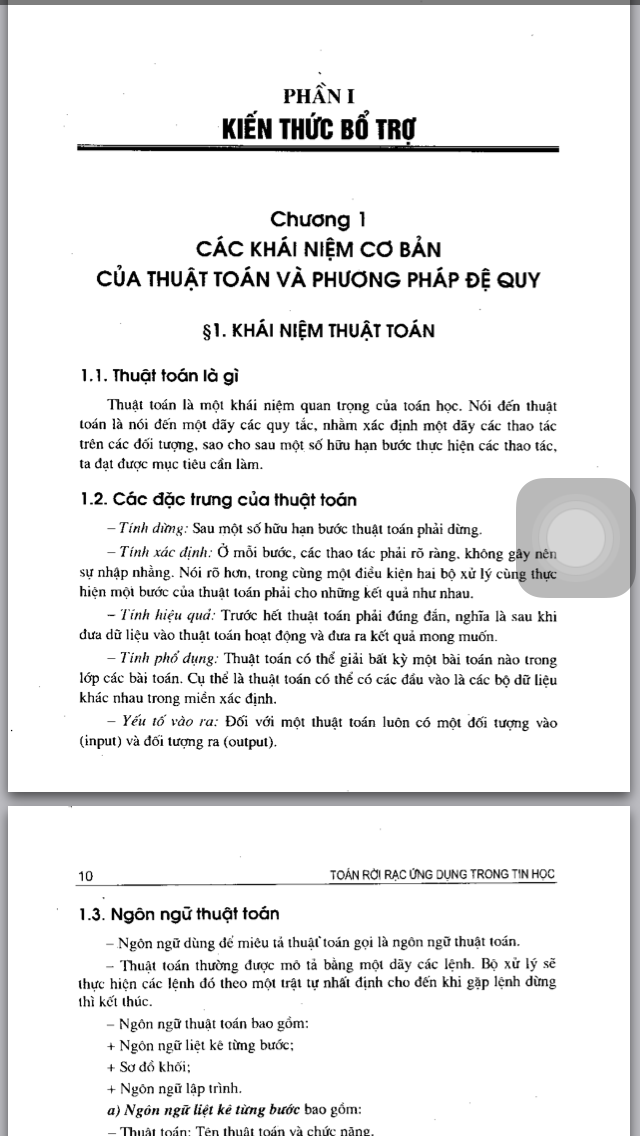 PHẦN I
KIẾN THỨC BỔ TRỢ
Chương 1
CÁC KHÁI NIỆM CƠ BẢN
CỦA THUẬT TOÁN VÀ PHƯƠNG PHÁP ĐỆ QUY
§1. KHÁI NIỆM THUẬT TOÁN
1.1. Thuật toán là gì
Thuật toán là một khái niệm quan trọng của toán học. Nói đến thuật
toán là nói đến một dãy các quy tắc, nhằm xác định một dãy các thao tác
trên các đối tượng, sao cho sau một số hữu hạn bước thực hiện các thao tác,
ta đạt được mục tiêu cần làm.
1.2. Các đặc trưng của thuật toán
– Tính dừng: Sau một số hữu hạn bước thuật toán phải dừng.
– Tính xác định: Ở mỗi bước, các thao tác phải rõ ràng, không gây nên
sự nhập nhằng. Nói rõ hơn, trong cùng một điều kiện hai bộ xử lý cùng thực
hiện một bước của thuật toán phải cho những kết quả như nhau.
– Tính hiệu quả: Trước hết thuật toán phải đúng đắn, nghĩa là sau khi
đưa dữ liệu vào thuật toán hoạt động và đưa ra kết quả mong muốn.
– Tính phổ dụng: Thuật toán có thể giải bất kỳ một bài toán nào trong
lớp các bài toán. Cụ thể là thuật toán có thể có các đầu vào là các bộ dữ liệu
khác nhau trong miền xác định.
– Yếu tố vào ra: Đối với một thuật toán luôn có một đối tượng vào
(input) và đối tượng ra (output).
10 TOÁN RỜI RẠC ỨNG DỤNG TRONG TIN HỌC
1.3. Ngôn ngữ thuật toán
– Ngôn ngữ dùng để miêu tả thuật toán gọi là ngôn ngữ thuật toán.
– Thuật toán thường được mô tả bằng một dãy các lệnh. Bộ xử lý sẽ
thực hiện các lệnh đó theo một trật tự nhất định cho đến khi gặp lệnh dừng
thì kết thúc.
– Ngôn ngữ thuật toán bao gồm:
+ Ngôn ngữ liệt kê từng bước;
+ Sơ đồ khối;
+ Ngôn ngữ lập trình.
a) Ngôn ngữ liệt kê từng bước bao gồm:
– Thuật toán: Tên thuật toán và chức năng.